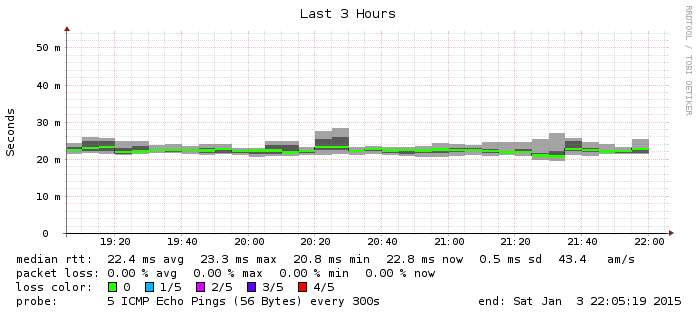 Last 3 Hours
RRDTOOL / TOBI OETIKER
Seconds
50 m
40 m
30 m
20 m
10 m
0
19:20 19:40 20:00 20:20 20:40 21:00 21:20 21:40 22:00
median rtt: 22.4 ms avg 23.3 ms max 20.8 ms min 22.8 ms now 0.5 ms sd 43.4 am/s
packet loss: 0.00 % avg 0.00 % max 0.00 % min 0.00 % now
loss color: 0 1/5 2/5 3/5 4/5
probe: 5 ICMP Echo Pings (56 Bytes) every 300s end: Sat Jan 3 22:05:19 2015